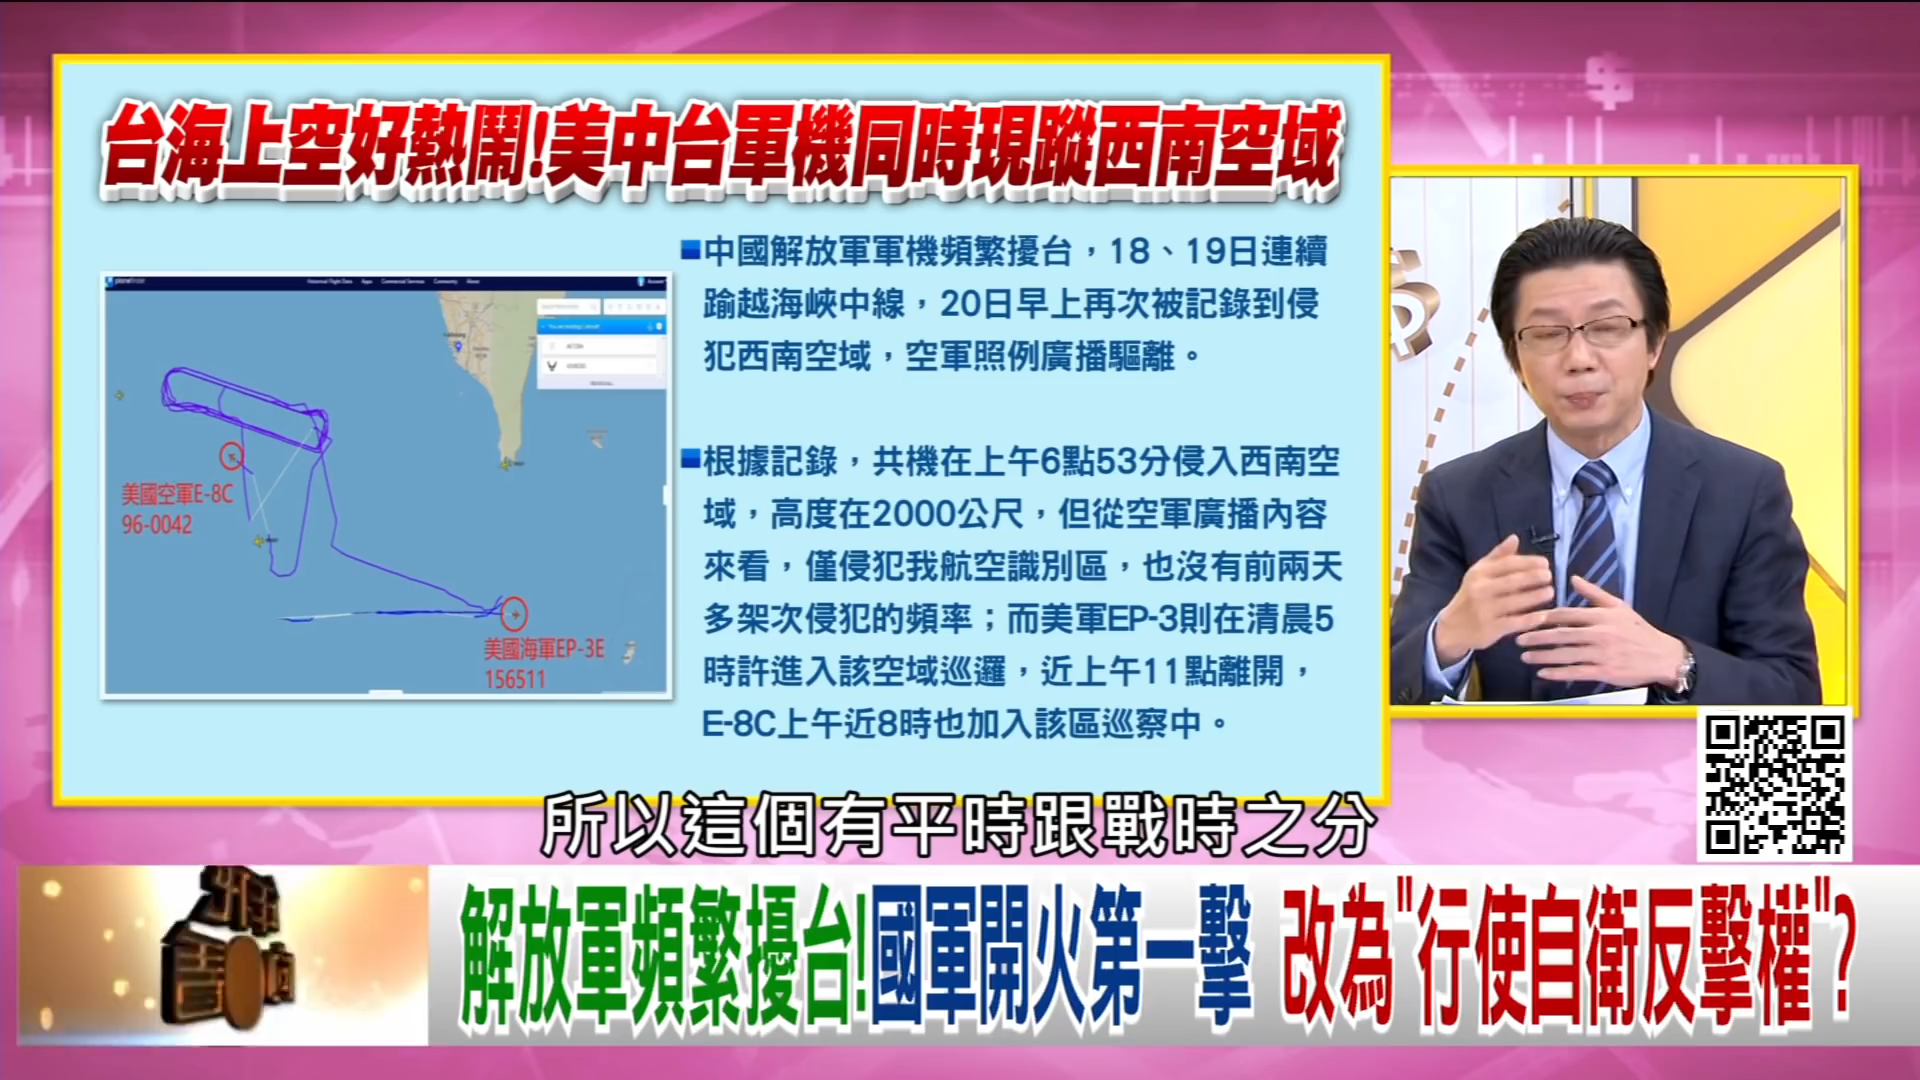 台海上空好熱鬧!美中台軍機同時現蹤西南空域
中國解放軍軍機頻繁擾台，18、19日連續
踰越海峽中線，20日早上再次被記錄到侵
犯西南空域，空軍照例廣播驅離。
根據記錄，共機在上午6點53分侵入西南空
域，高度在2000公尺，但從空軍廣播內容
來看，僅侵犯我航空識別區，也沒有前兩天
多架次侵犯的頻率；而美軍EP-3則在清晨5
時許進入該空域巡邏，近上午11點離開，
E-8C上午近8時也加入該區巡察中。
美國空軍E-8C
96-0042
美國海軍EP-3E
156511
所以這個有平時跟戰時之分
解放軍頻繁擾台!國軍開火第一擊 改為"行使自衛反擊權"?